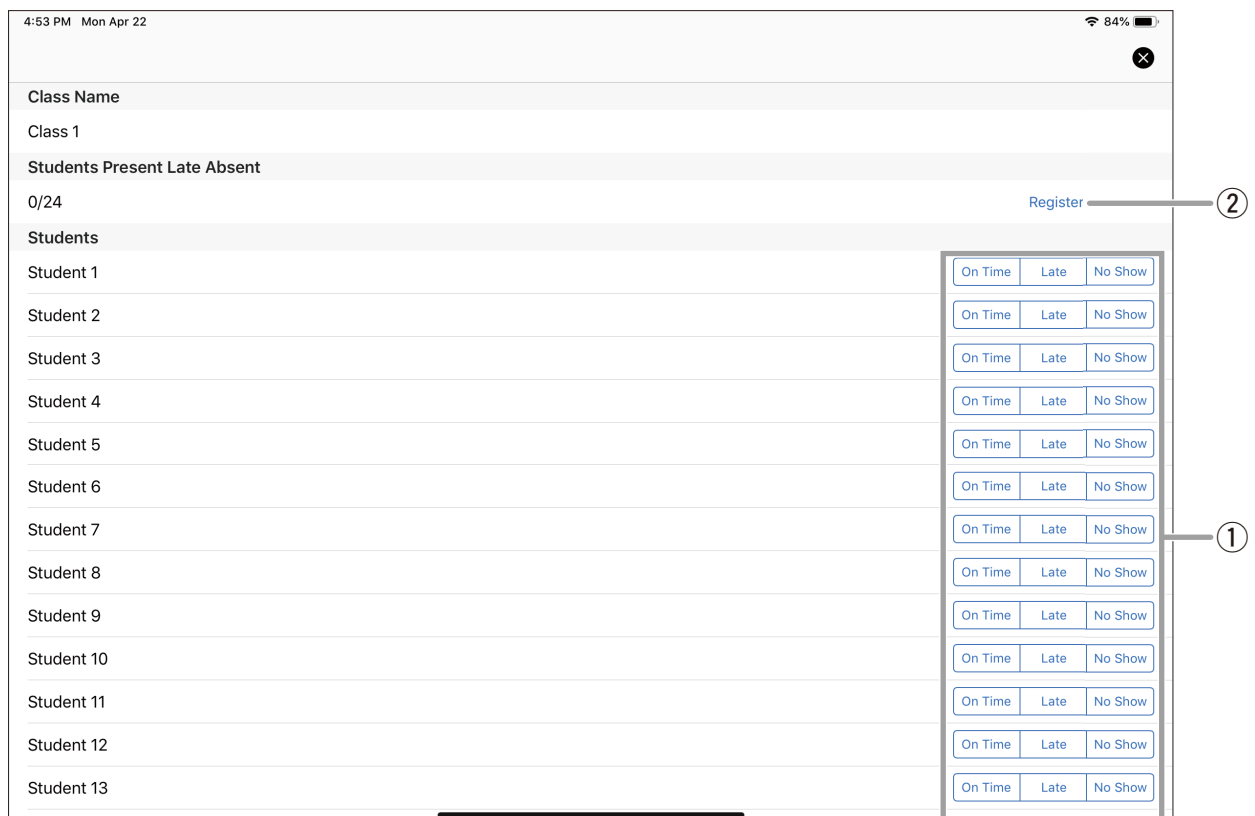 4:53 PM Mon Apr 22 84%
Class Name
Class 1
Students Present Late Absent
0/24 Register ②
Students
Student 1 On Time Late No Show
Student 2 On Time Late No Show
Student 3 On Time Late No Show
Student 4 On Time Late No Show
Student 5 On Time Late No Show
Student 6 On Time Late No Show
Student 7 On Time Late No Show ①
Student 8 On Time Late No Show
Student 9 On Time Late No Show
Student 10 On Time Late No Show
Student 11 On Time Late No Show
Student 12 On Time Late No Show
Student 13 On Time Late No Show